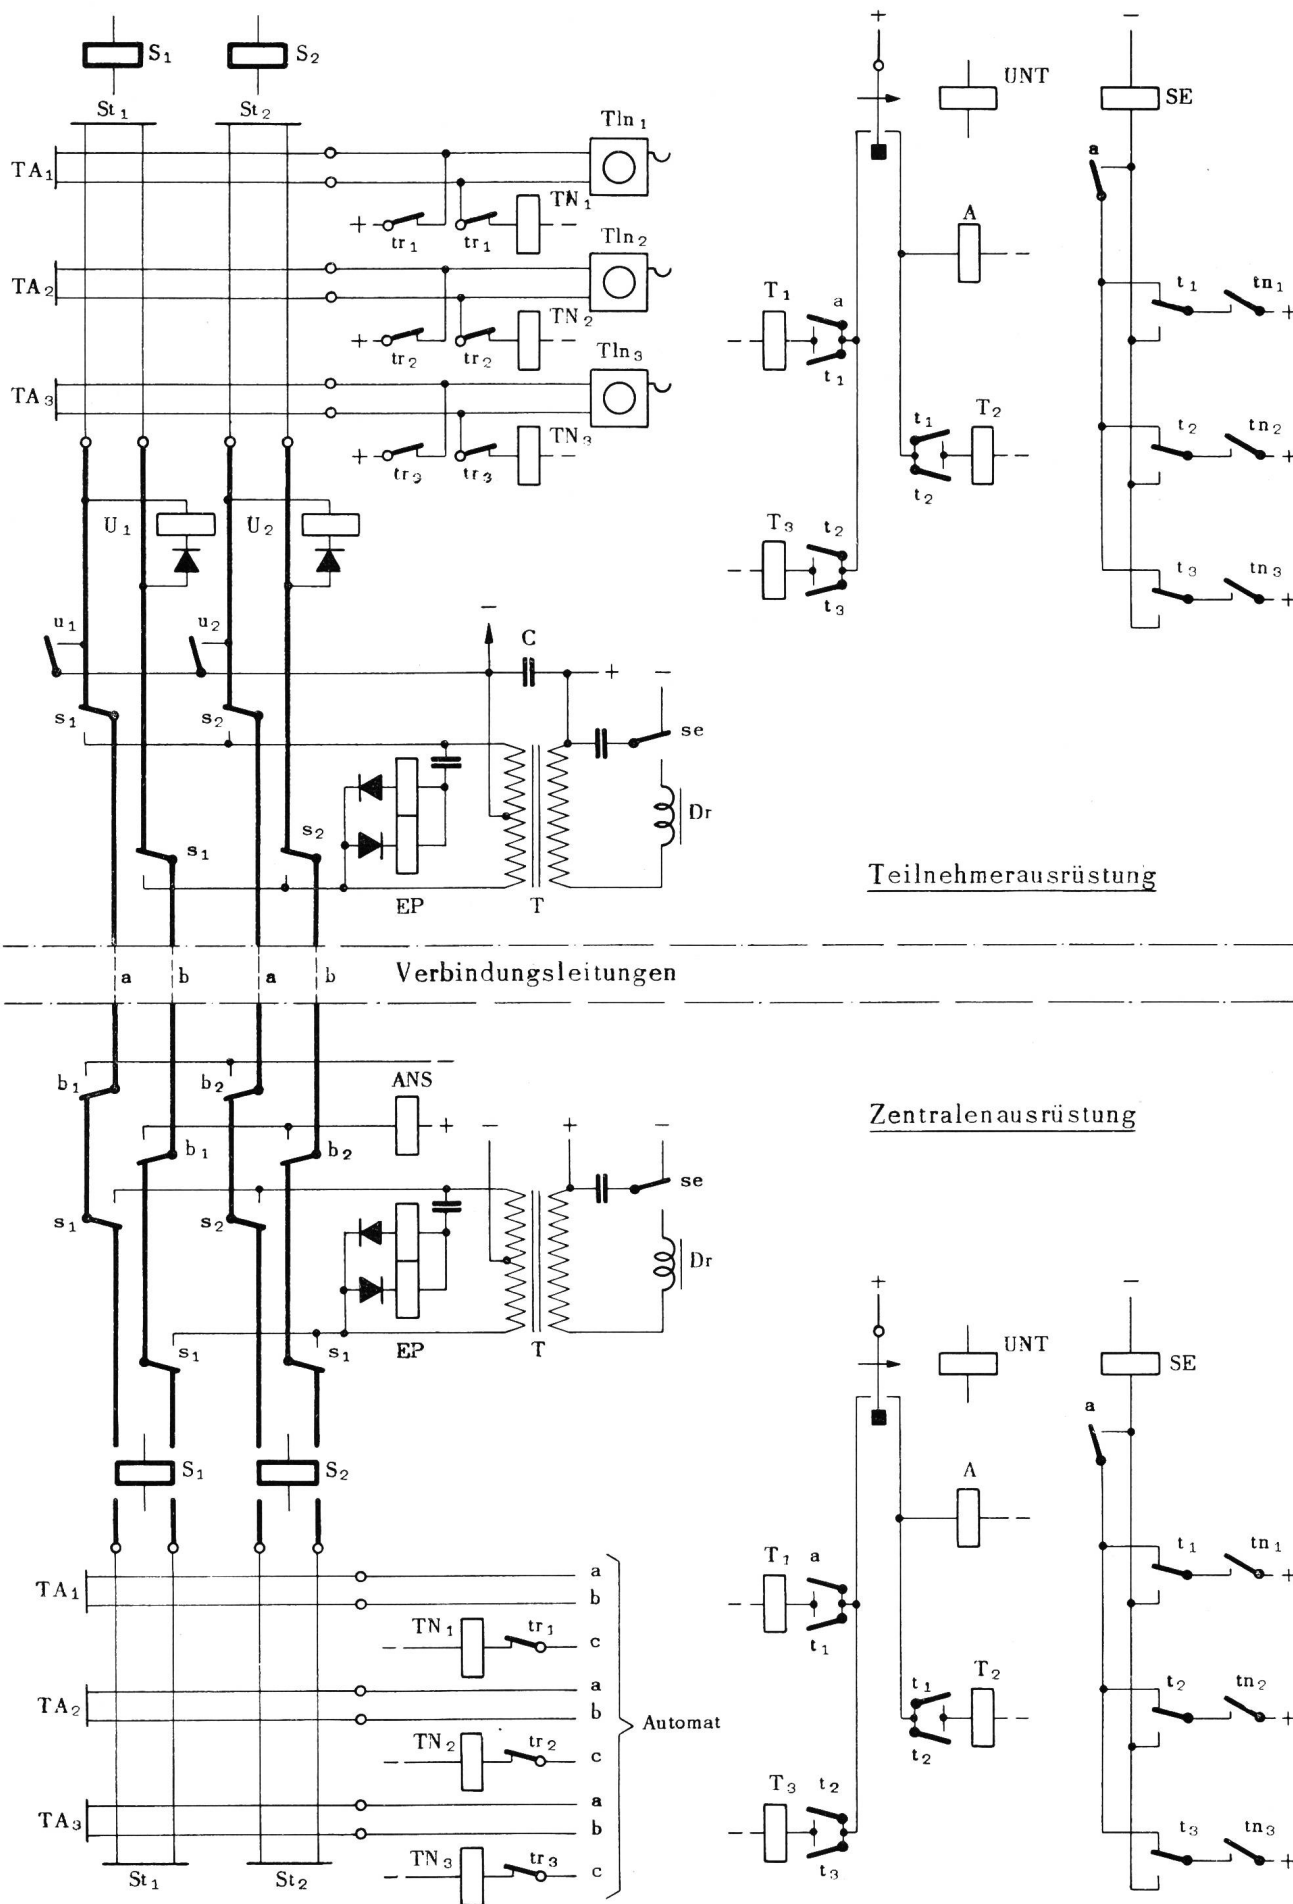 S₁ S₂ + −
UNT
St₁ St₂ SE
Tln₁
TA₁ a
TN₁ A
+ tr₁ tr₁ − −
Tln₂
TA₂ t₁ tn₁
TN₂ T₁ a +
+ tr₂ tr₂ − −
Tln₃ t₁
TA₃
TN₃ t₁ T₂ t₂ tn₂
+ tr₃ tr₃ − − +
t₂
U₁ U₂ T₃ t₂
− t₃ tn₃
t₃ +
−
u₁ u₂ C
+ −
s₁ s₂ se
Dr
s₁ s₂
Teilnehmerausrüstung
EP T
a b a b Verbindungsleitungen
−
b₁ b₂ ANS
Zentralenausrüstung
b₁ b₂ + − + −
s₁ s₂ se
Dr
+ −
s₁ s₁ EP T UNT
SE
a
S₁ S₂ A
−
T₁ a t₁ tn₁
TA₁ a
b − +
TN₁ tr₁ t₁
− c
TA₂ a t₁ T₂ t₂ tn₂
b Automat − +
TN₂ tr₂ t₂
− c
T₃ t₂
TA₃ a
b − t₃ tn₃
TN₃ tr₃ t₃ +
St₁ St₂ − c